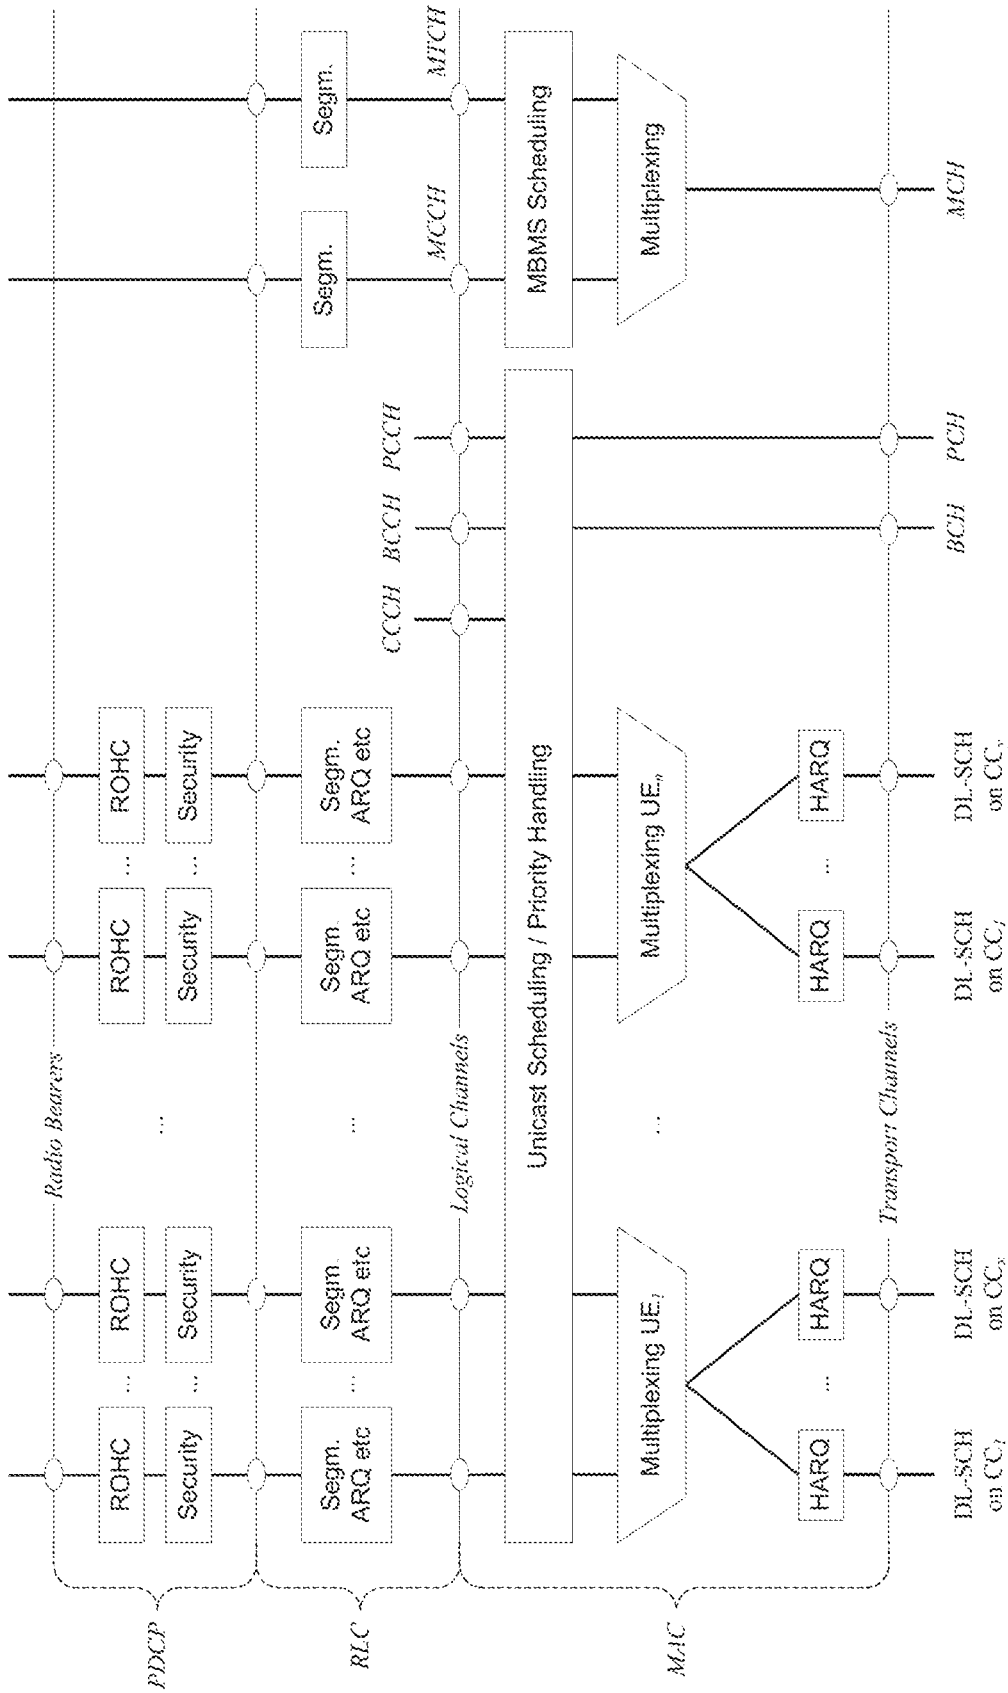 Radio Bearers
ROHC ... ROHC
ROHC ... ROHC
PDCP
...
Security ... Security
Security ... Security
Segm.
ARQ etc
...
Segm.
ARQ etc
RLC
...
Segm.
ARQ etc
...
Segm.
ARQ etc
Segm.
Segm.
Logical Channels
CCCH BCCH PCCH
MCCH
MTCH
Unicast Scheduling / Priority Handling
MBMS Scheduling
MAC
Multiplexing UE1
...
Multiplexing UEn
Multiplexing
HARQ ... HARQ
HARQ ... HARQ
Transport Channels
DL-SCH
on CC1
DL-SCH
on CCx
DL-SCH
on CC1
DL-SCH
on CCy
BCH
PCH
MCH